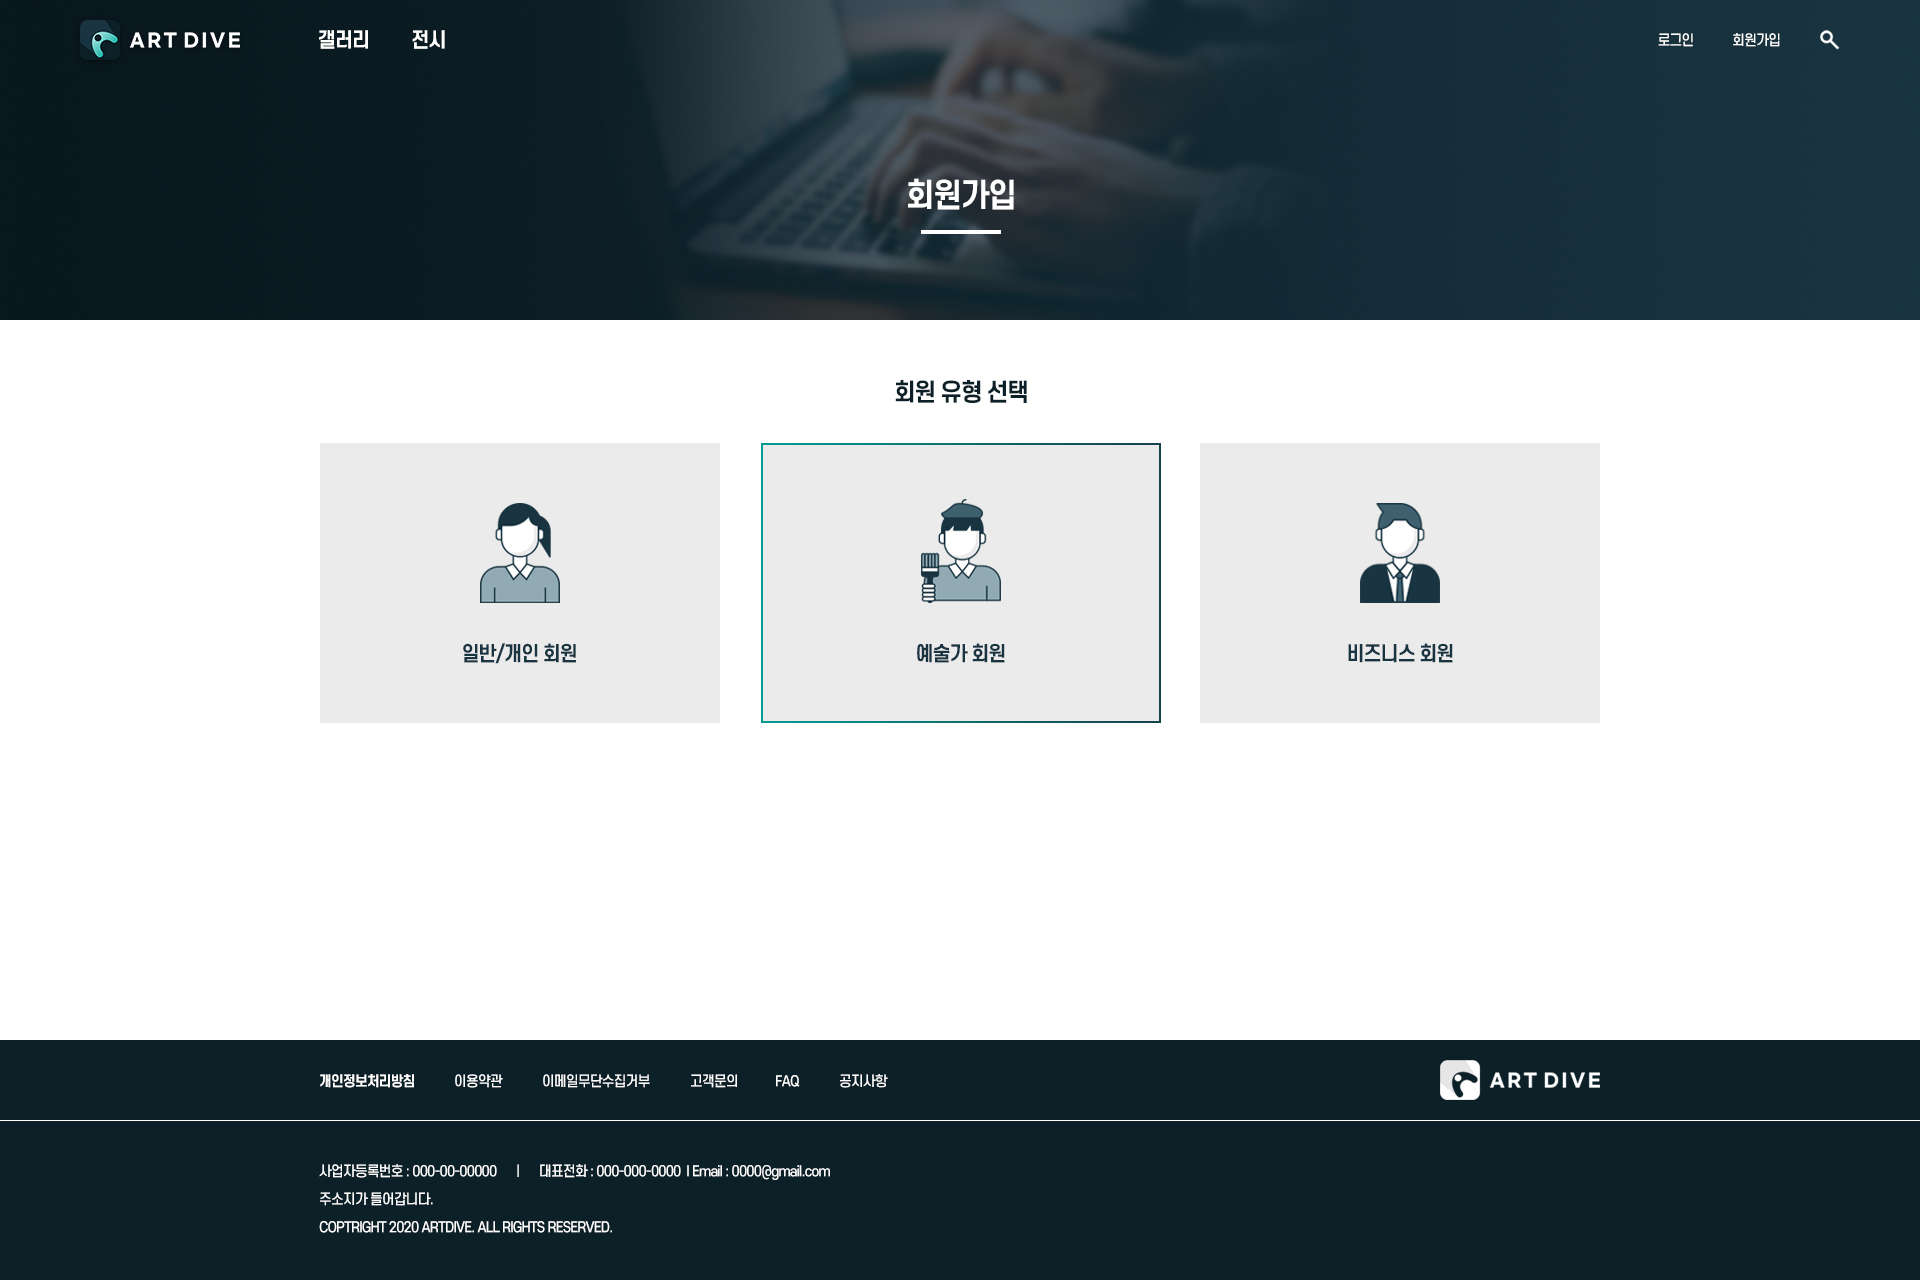 ART DIVE 갤러리 전시 로그인 회원가입
회원가입
회원 유형 선택
일반/개인 회원 예술가 회원 비즈니스 회원
개인정보처리방침 이용약관 이메일무단수집거부 고객문의 FAQ 공지사항 ART DIVE
사업자등록번호 : 000-00-00000 | 대표전화 : 000-000-0000 I Email : 0000@gmail.com
주소지가 들어갑니다.
COPTRIGHT 2020 ARTDIVE. ALL RIGHTS RESERVED.